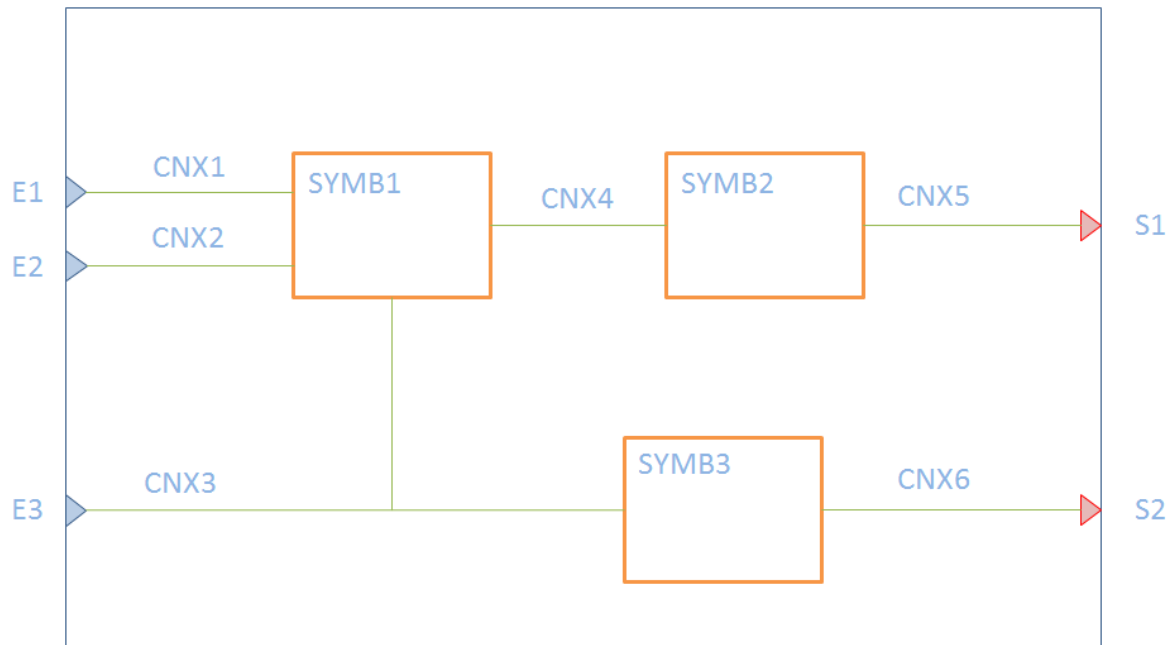 CNX1
E1
SYMB1
SYMB2
CNX4
CNX5
S1
CNX2
E2
SYMB3
CNX3
CNX6
E3
S2